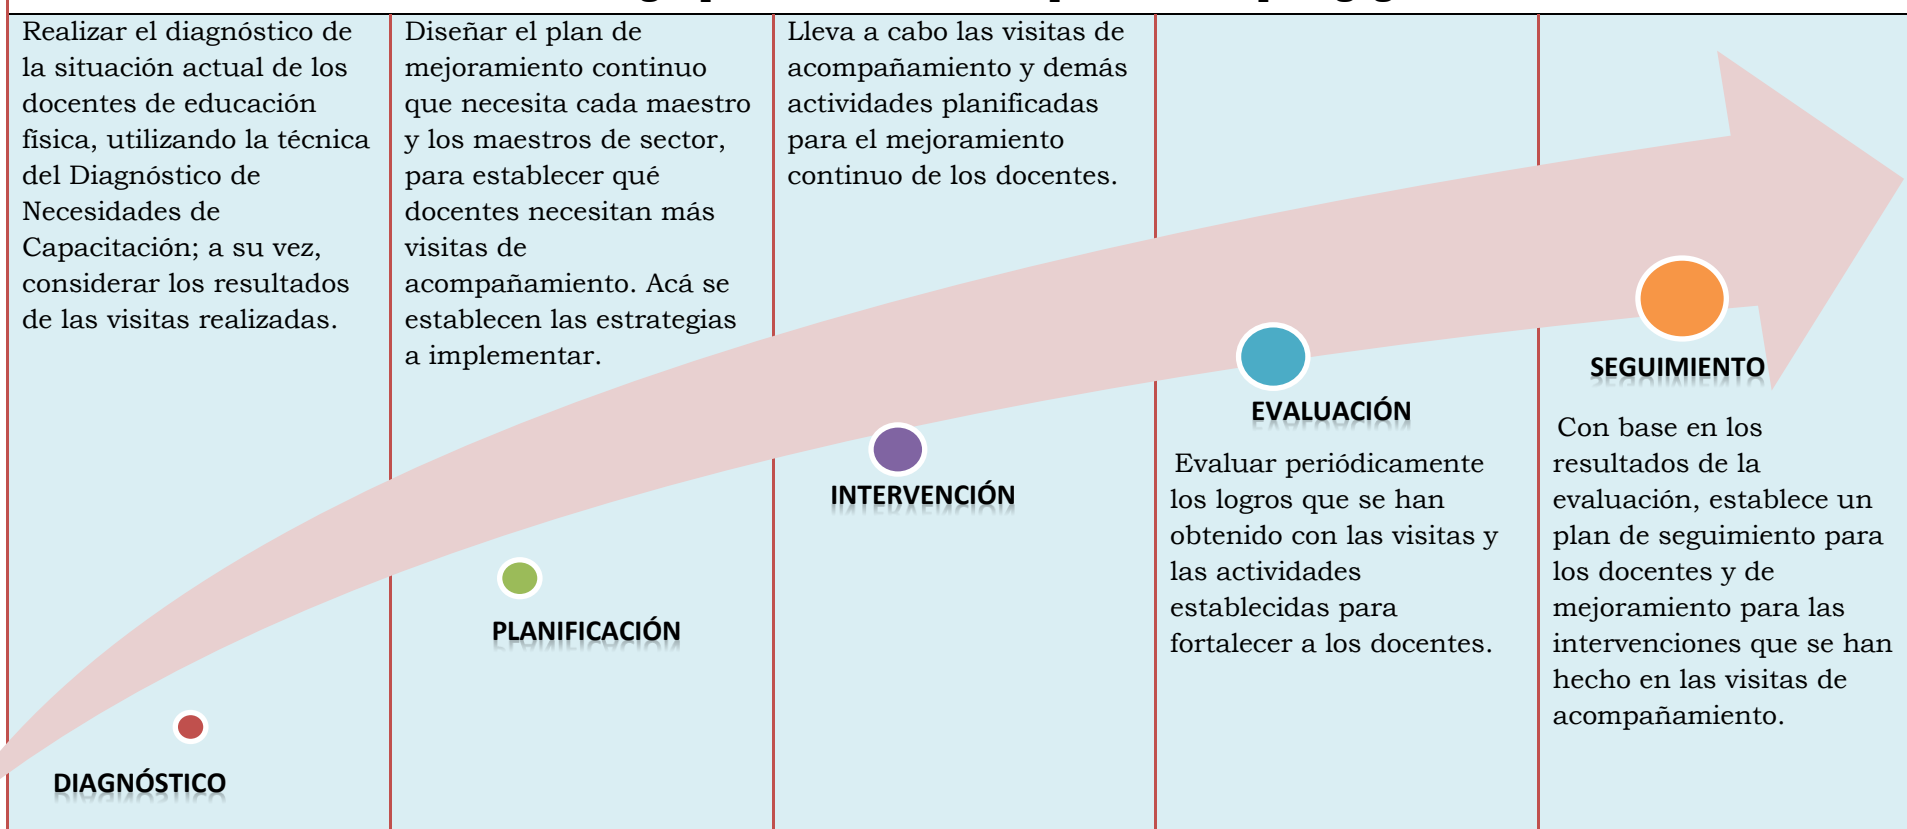 Realizar el diagnóstico de
la situación actual de los
docentes de educación
física, utilizando la técnica
del Diagnóstico de
Necesidades de
Capacitación; a su vez,
considerar los resultados
de las visitas realizadas.
DIAGNÓSTICO
Diseñar el plan de
mejoramiento continuo
que necesita cada maestro
y los maestros de sector,
para establecer qué
docentes necesitan más
visitas de
acompañamiento. Acá se
establecen las estrategias
a implementar.
PLANIFICACIÓN
Lleva a cabo las visitas de
acompañamiento y demás
actividades planificadas
para el mejoramiento
continuo de los docentes.
INTERVENCIÓN
EVALUACIÓN
Evaluar periódicamente
los logros que se han
obtenido con las visitas y
las actividades
establecidas para
fortalecer a los docentes.
SEGUIMIENTO
Con base en los
resultados de la
evaluación, establece un
plan de seguimiento para
los docentes y de
mejoramiento para las
intervenciones que se han
hecho en las visitas de
acompañamiento.